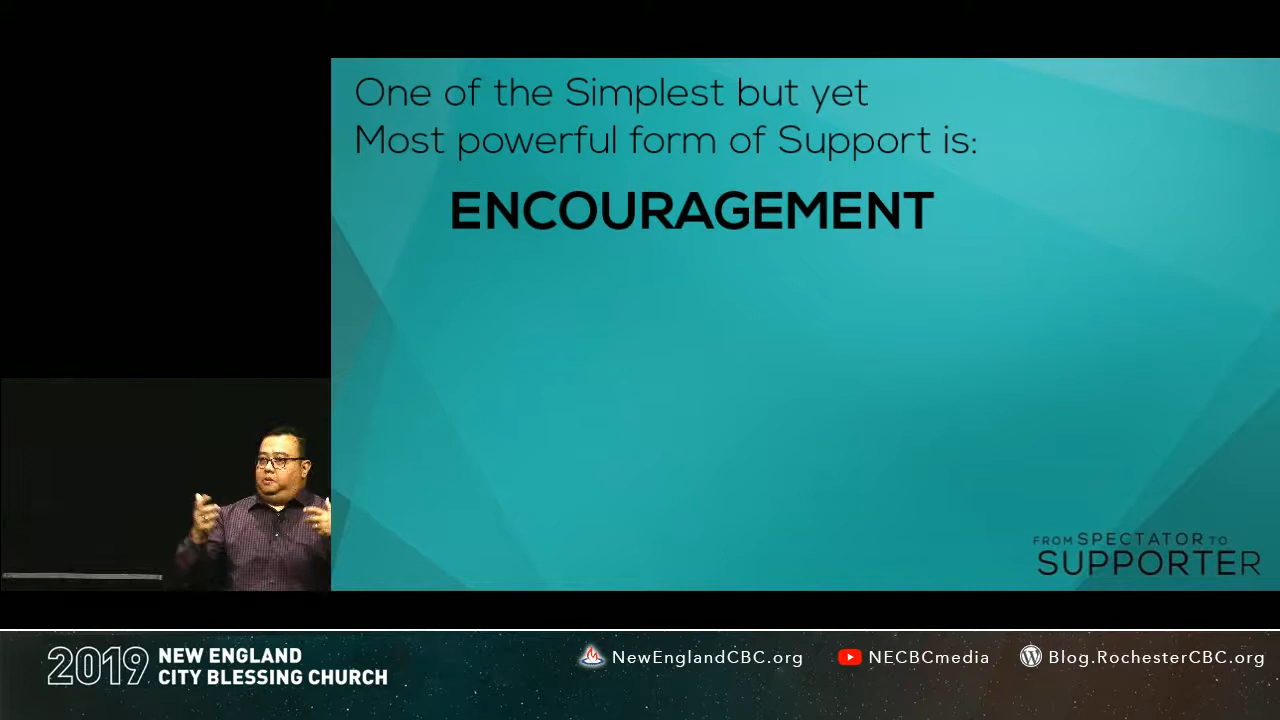 One of the Simplest but yet
Most powerful form of Support is:
ENCOURAGEMENT
FROM SPECTATOR TO
SUPPORTER
2019 NEW ENGLAND
CITY BLESSING CHURCH
NewEnglandCBC.org
NECBCmedia
Blog.RochesterCBC.org